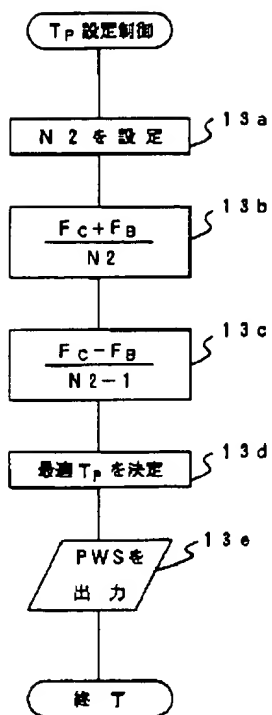 TP 設定制御
13a
N2を設定
13b
FC+FB
N2
13c
FC-FB
N2-1
13d
最適TPを決定
13e
PWSを
出力
終了